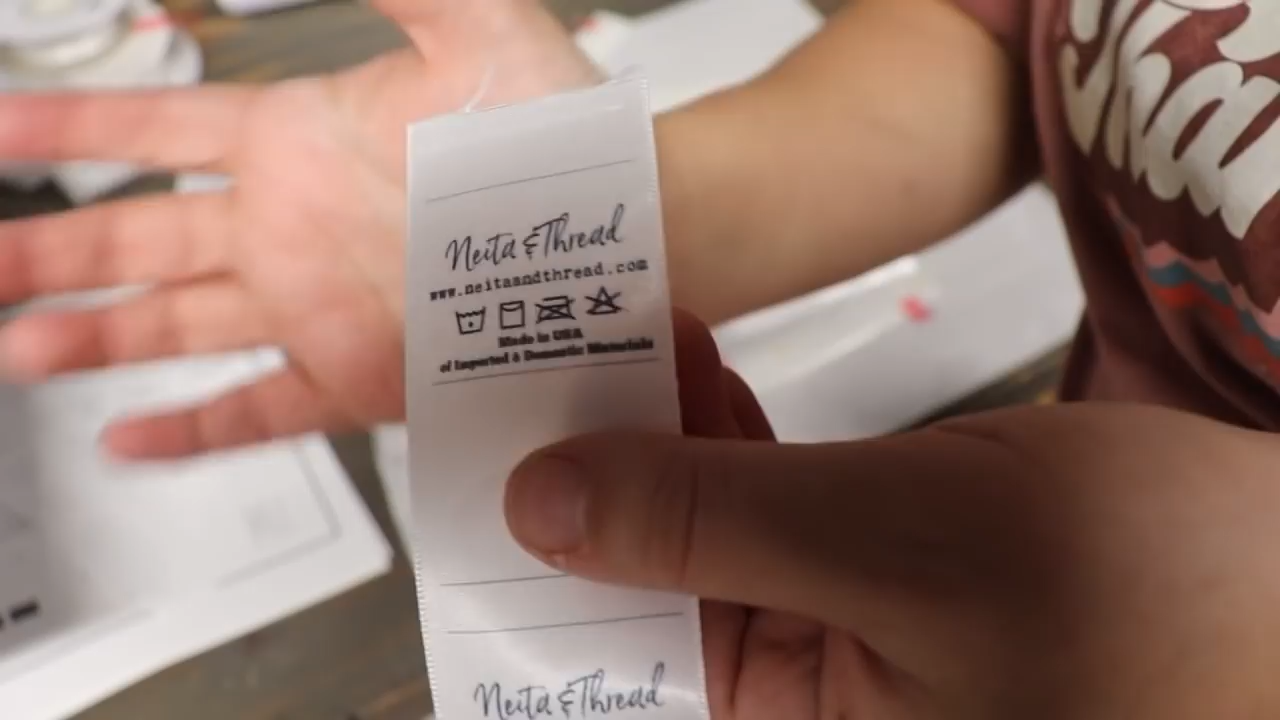 Neita & Thread
www.neitaandthread.com
Made in USA
of Imported & Domestic Materials
Neita & Thread